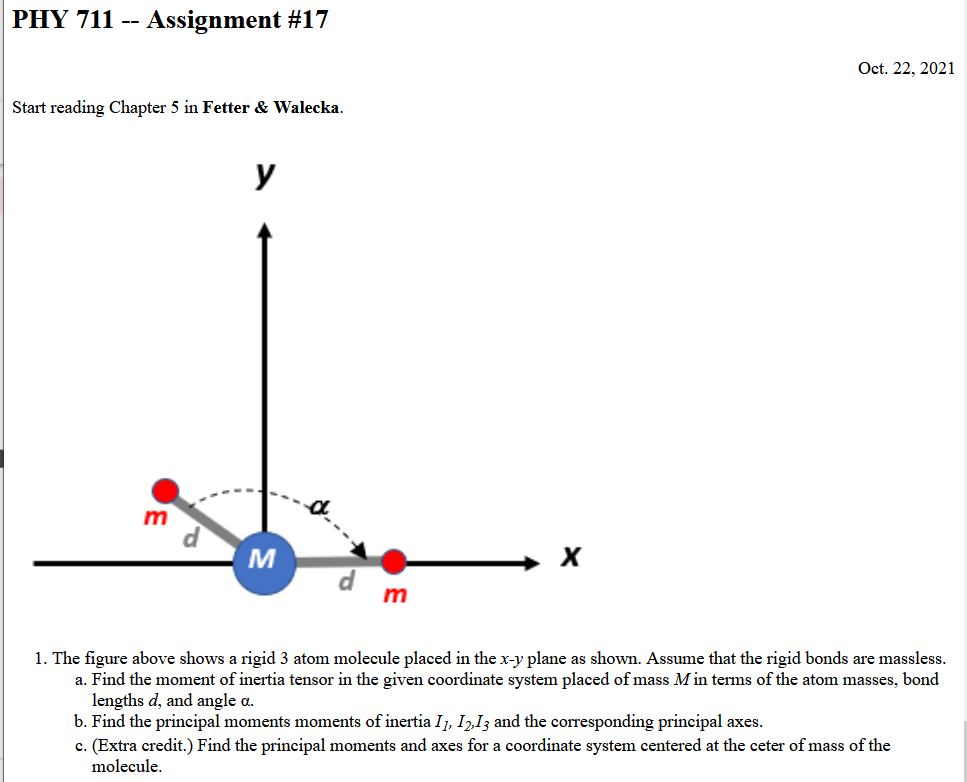 PHY 711 -- Assignment #17
Oct. 22, 2021
Start reading Chapter 5 in Fetter & Walecka.
y
α
m
d
M
x
d
m
1. The figure above shows a rigid 3 atom molecule placed in the x-y plane as shown. Assume that the rigid bonds are massless.
a. Find the moment of inertia tensor in the given coordinate system placed of mass M in terms of the atom masses, bond
lengths d, and angle α.
b. Find the principal moments moments of inertia I1, I2,I3 and the corresponding principal axes.
c. (Extra credit.) Find the principal moments and axes for a coordinate system centered at the ceter of mass of the
molecule.